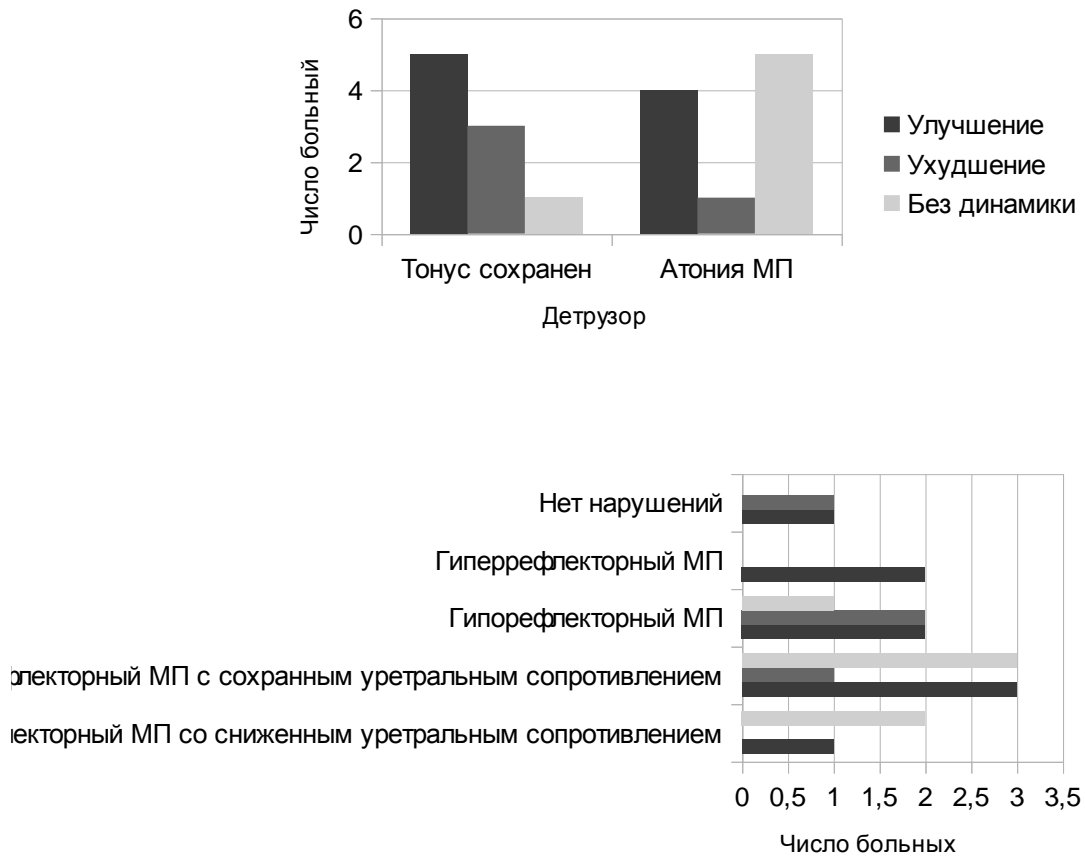 6
4
2
0
Число больный
Тонус сохранен
Атония МП
Детрузор
Улучшение
Ухудшение
Без динамики
Нет нарушений
Гиперрефлекторный МП
Гипорефлекторный МП
флекторный МП с сохранным уретральным сопротивлением
лекторный МП со сниженным уретральным сопротивлением
0 0,5 1 1,5 2 2,5 3 3,5
Число больных